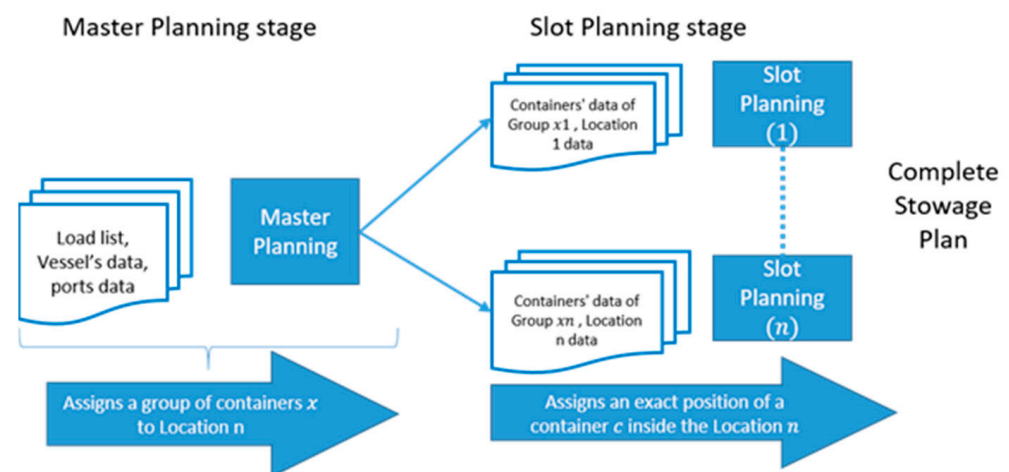 Master Planning stage
Slot Planning stage
Load list,
Vessel's data,
ports data
Master
Planning
Containers' data of
Group x1 , Location
1 data
Slot
Planning
(1)
Containers' data of
Group xn , Location
n data
Slot
Planning
(n)
Complete
Stowage
Plan
Assigns a group of containers x
to Location n
Assigns an exact position of a
container c inside the Location n